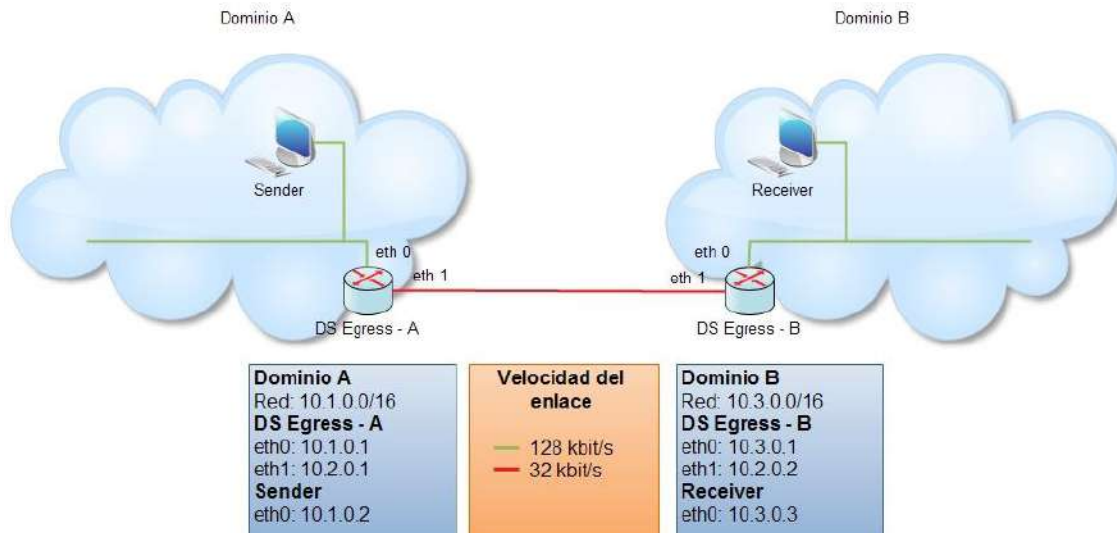 Dominio A
Dominio B
Sender
Receiver
eth 0
eth 1
eth 0
eth 1
DS Egress - A
DS Egress - B
Dominio A
Red: 10.1.0.0/16
DS Egress - A
eth0: 10.1.0.1
eth1: 10.2.0.1
Sender
eth0: 10.1.0.2
Velocidad del
enlace
128 kbit/s
32 kbit/s
Dominio B
Red: 10.3.0.0/16
DS Egress - B
eth0: 10.3.0.1
eth1: 10.2.0.2
Receiver
eth0: 10.3.0.3